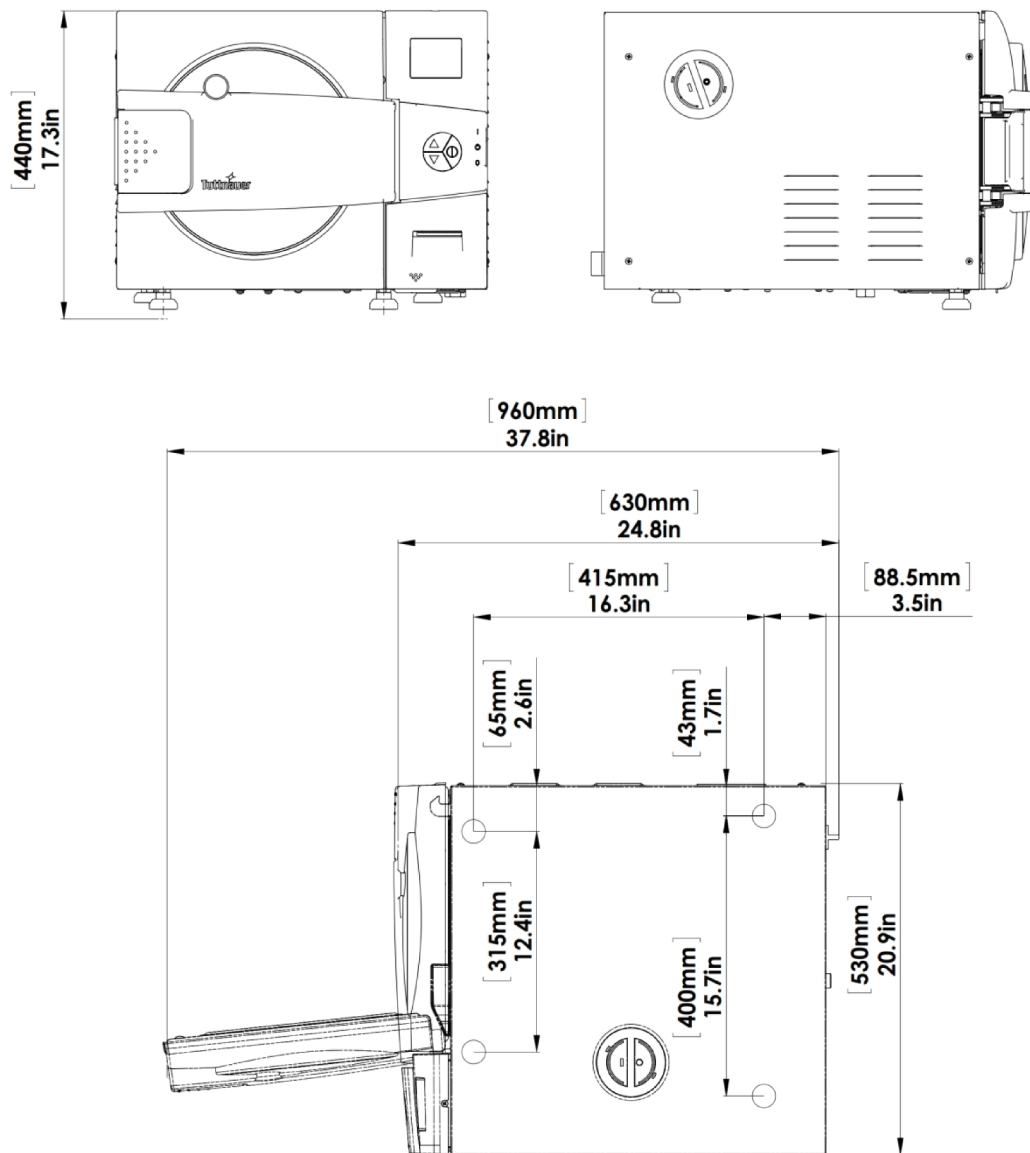 [440mm]
17.3in
Tuttnauer
[960mm]
37.8in
[630mm]
24.8in
[415mm]
16.3in
[88.5mm]
3.5in
[65mm]
2.6in
[43mm]
1.7in
[315mm]
12.4in
[400mm]
15.7in
[530mm]
20.9in